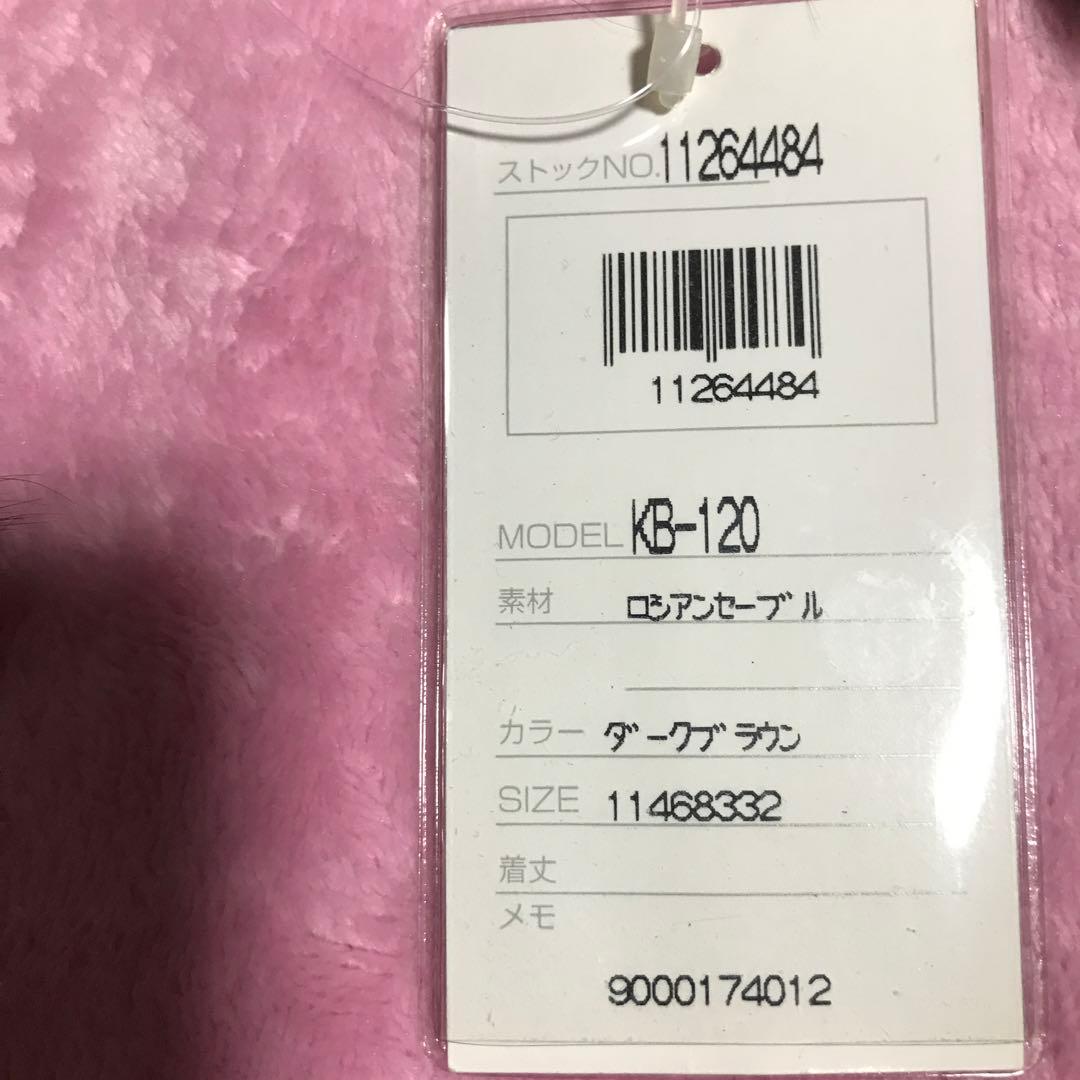 ストックNO.11264484
11264484
MODEL KB-120
素材 ロシアンセーブル
カラー ダークブラウン
SIZE 11468332
着丈
メモ
9000174012